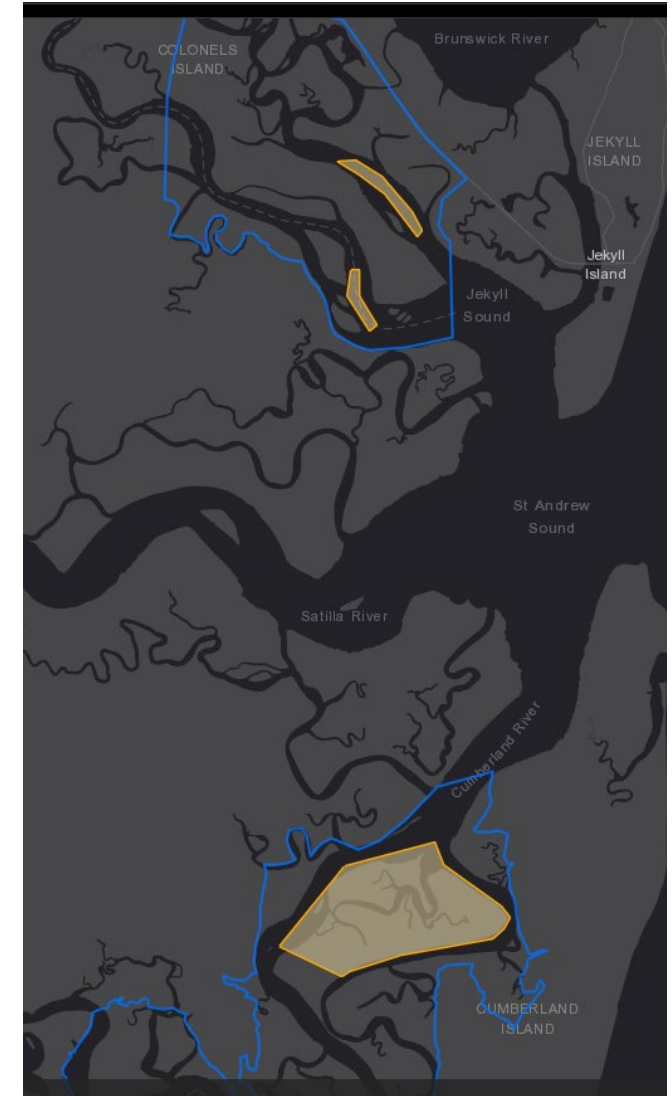 Brunswick River
COLONELS
ISLAND
JEKYLL
ISLAND
Jekyll
Island
Jekyll
Sound
St Andrew
Sound
Satilla River
Cumberland River
CUMBERLAND
ISLAND